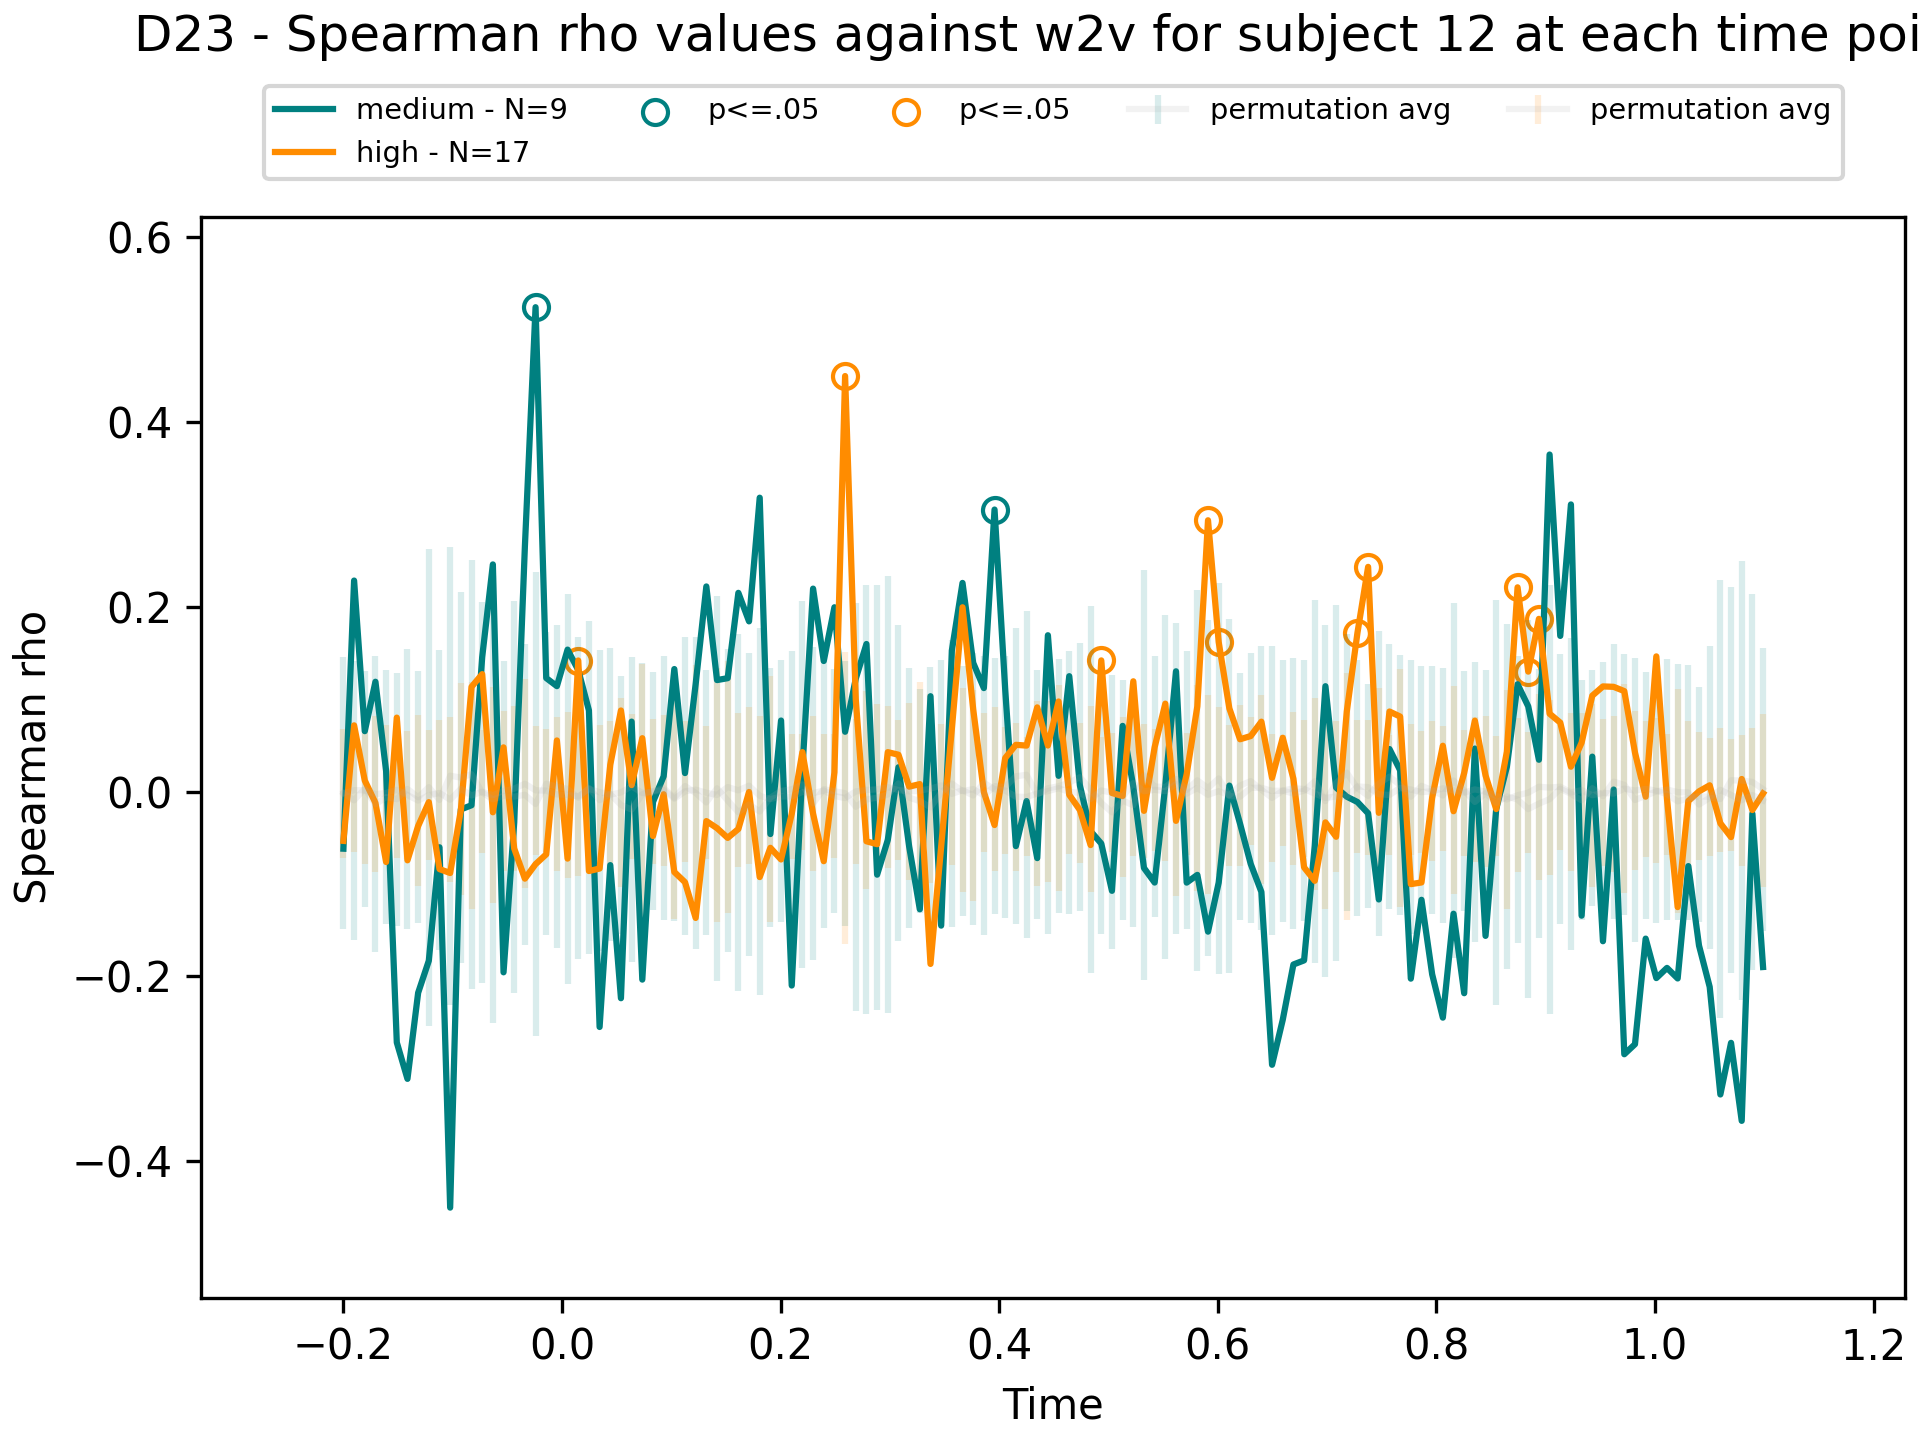 D23 - Spearman rho values against w2v for subject 12 at each time poi
medium - N=9
high - N=17
p<=.05
p<=.05
permutation avg
permutation avg
Spearman rho
0.6
0.4
0.2
0.0
−0.2
−0.4
−0.2 0.0 0.2 0.4 0.6 0.8 1.0 1.2
Time